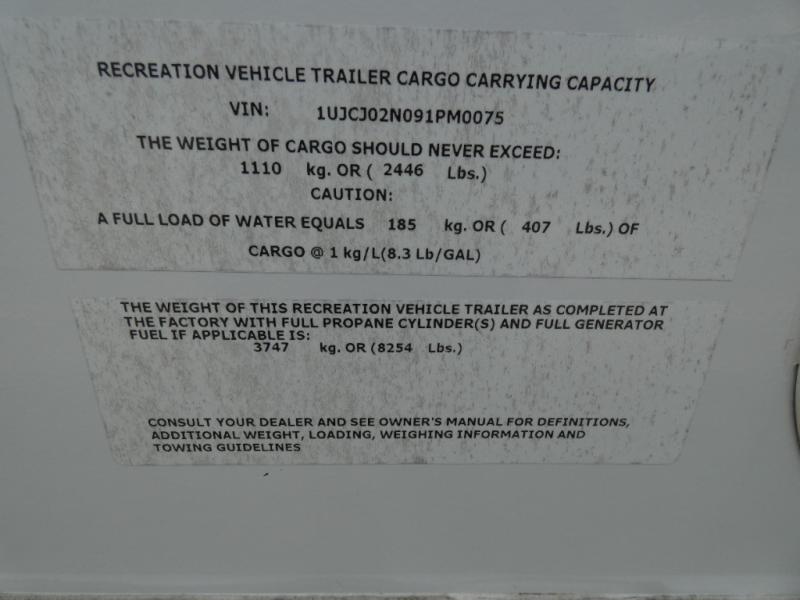 RECREATION VEHICLE TRAILER CARGO CARRYING CAPACITY
VIN: 1UJCJ02N091PM0075
THE WEIGHT OF CARGO SHOULD NEVER EXCEED:
1110 kg. OR ( 2446 Lbs.)
CAUTION:
A FULL LOAD OF WATER EQUALS 185 kg. OR ( 407 Lbs.) OF
CARGO @ 1 kg/L(8.3 Lb/GAL)
THE WEIGHT OF THIS RECREATION VEHICLE TRAILER AS COMPLETED AT
THE FACTORY WITH FULL PROPANE CYLINDER(S) AND FULL GENERATOR
FUEL IF APPLICABLE IS:
3747 kg. OR (8254 Lbs.)
CONSULT YOUR DEALER AND SEE OWNER'S MANUAL FOR DEFINITIONS,
ADDITIONAL WEIGHT, LOADING, WEIGHING INFORMATION AND
TOWING GUIDELINES